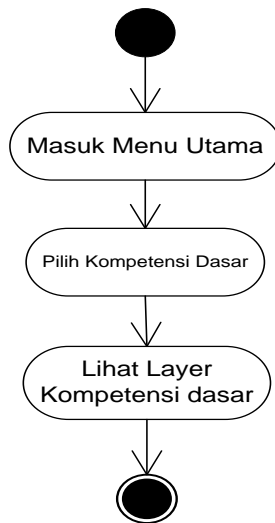 Masuk Menu Utama
Pilih Kompetensi Dasar
Lihat Layer
Kompetensi dasar